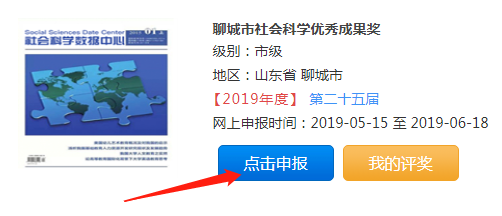 Social Sciences Date Center
2017 01
社会科学数据中心
聊城市社会科学优秀成果奖
级别：市级
地区：山东省 聊城市
【2019年度】 第二十五届
网上申报时间：2019-05-15 至 2019-06-18
点击申报
我的评奖